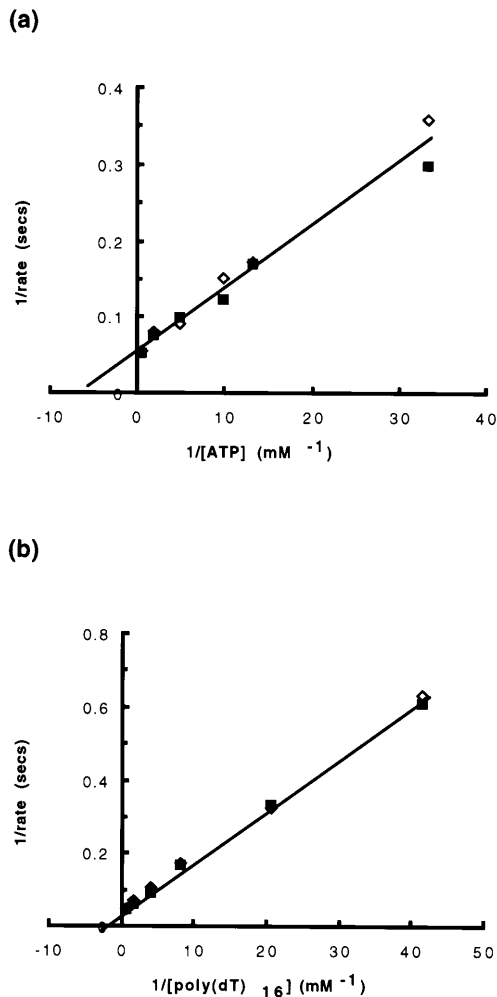 (a)
0.4
0.3
0.2
0.1
0
-10 0 10 20 30 40
1/rate (secs)
1/[ATP] (mM -1)
(b)
0.8
0.6
0.4
0.2
0
-10 0 10 20 30 40 50
1/rate (secs)
1/[poly(dT) 16] (mM-1)